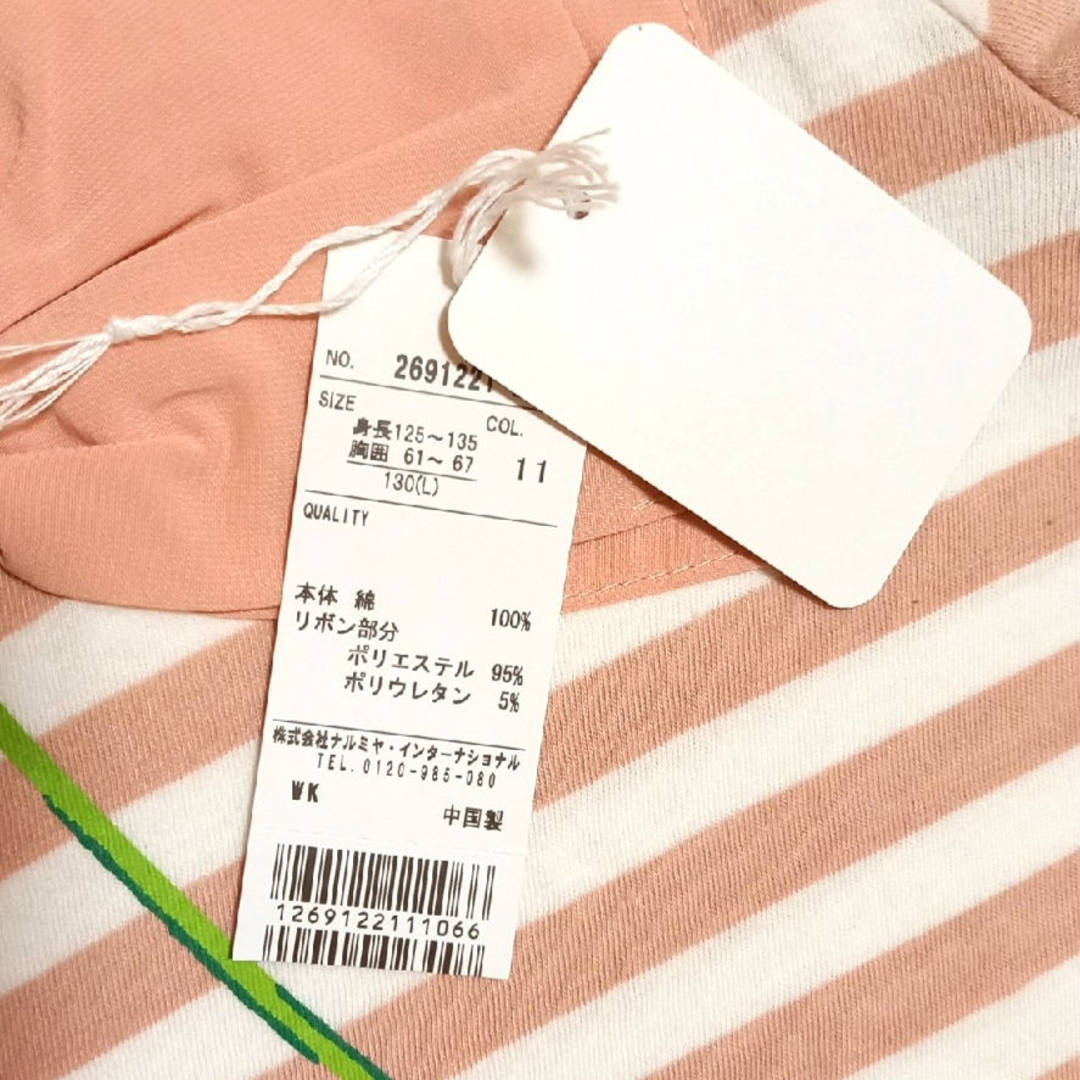 NO. 2691221
SIZE
COL.
身長125～135
胸囲 61～ 67
11
130(L)
QUALITY
本体 綿 100%
リボン部分
ポリエステル 95%
ポリウレタン 5%
株式会社ナルミヤ・インターナショナル
TEL.0120-985-080
WK
中国製
1269122111066